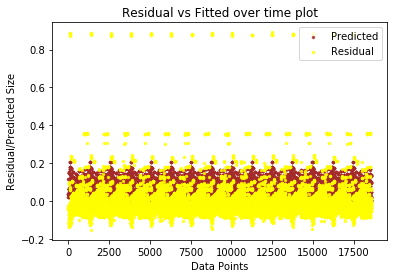 Residual vs Fitted over time plot
Predicted
Residual
Residual/Predicted Size
0.8
0.6
0.4
0.2
0.0
−0.2
0 2500 5000 7500 10000 12500 15000 17500
Data Points